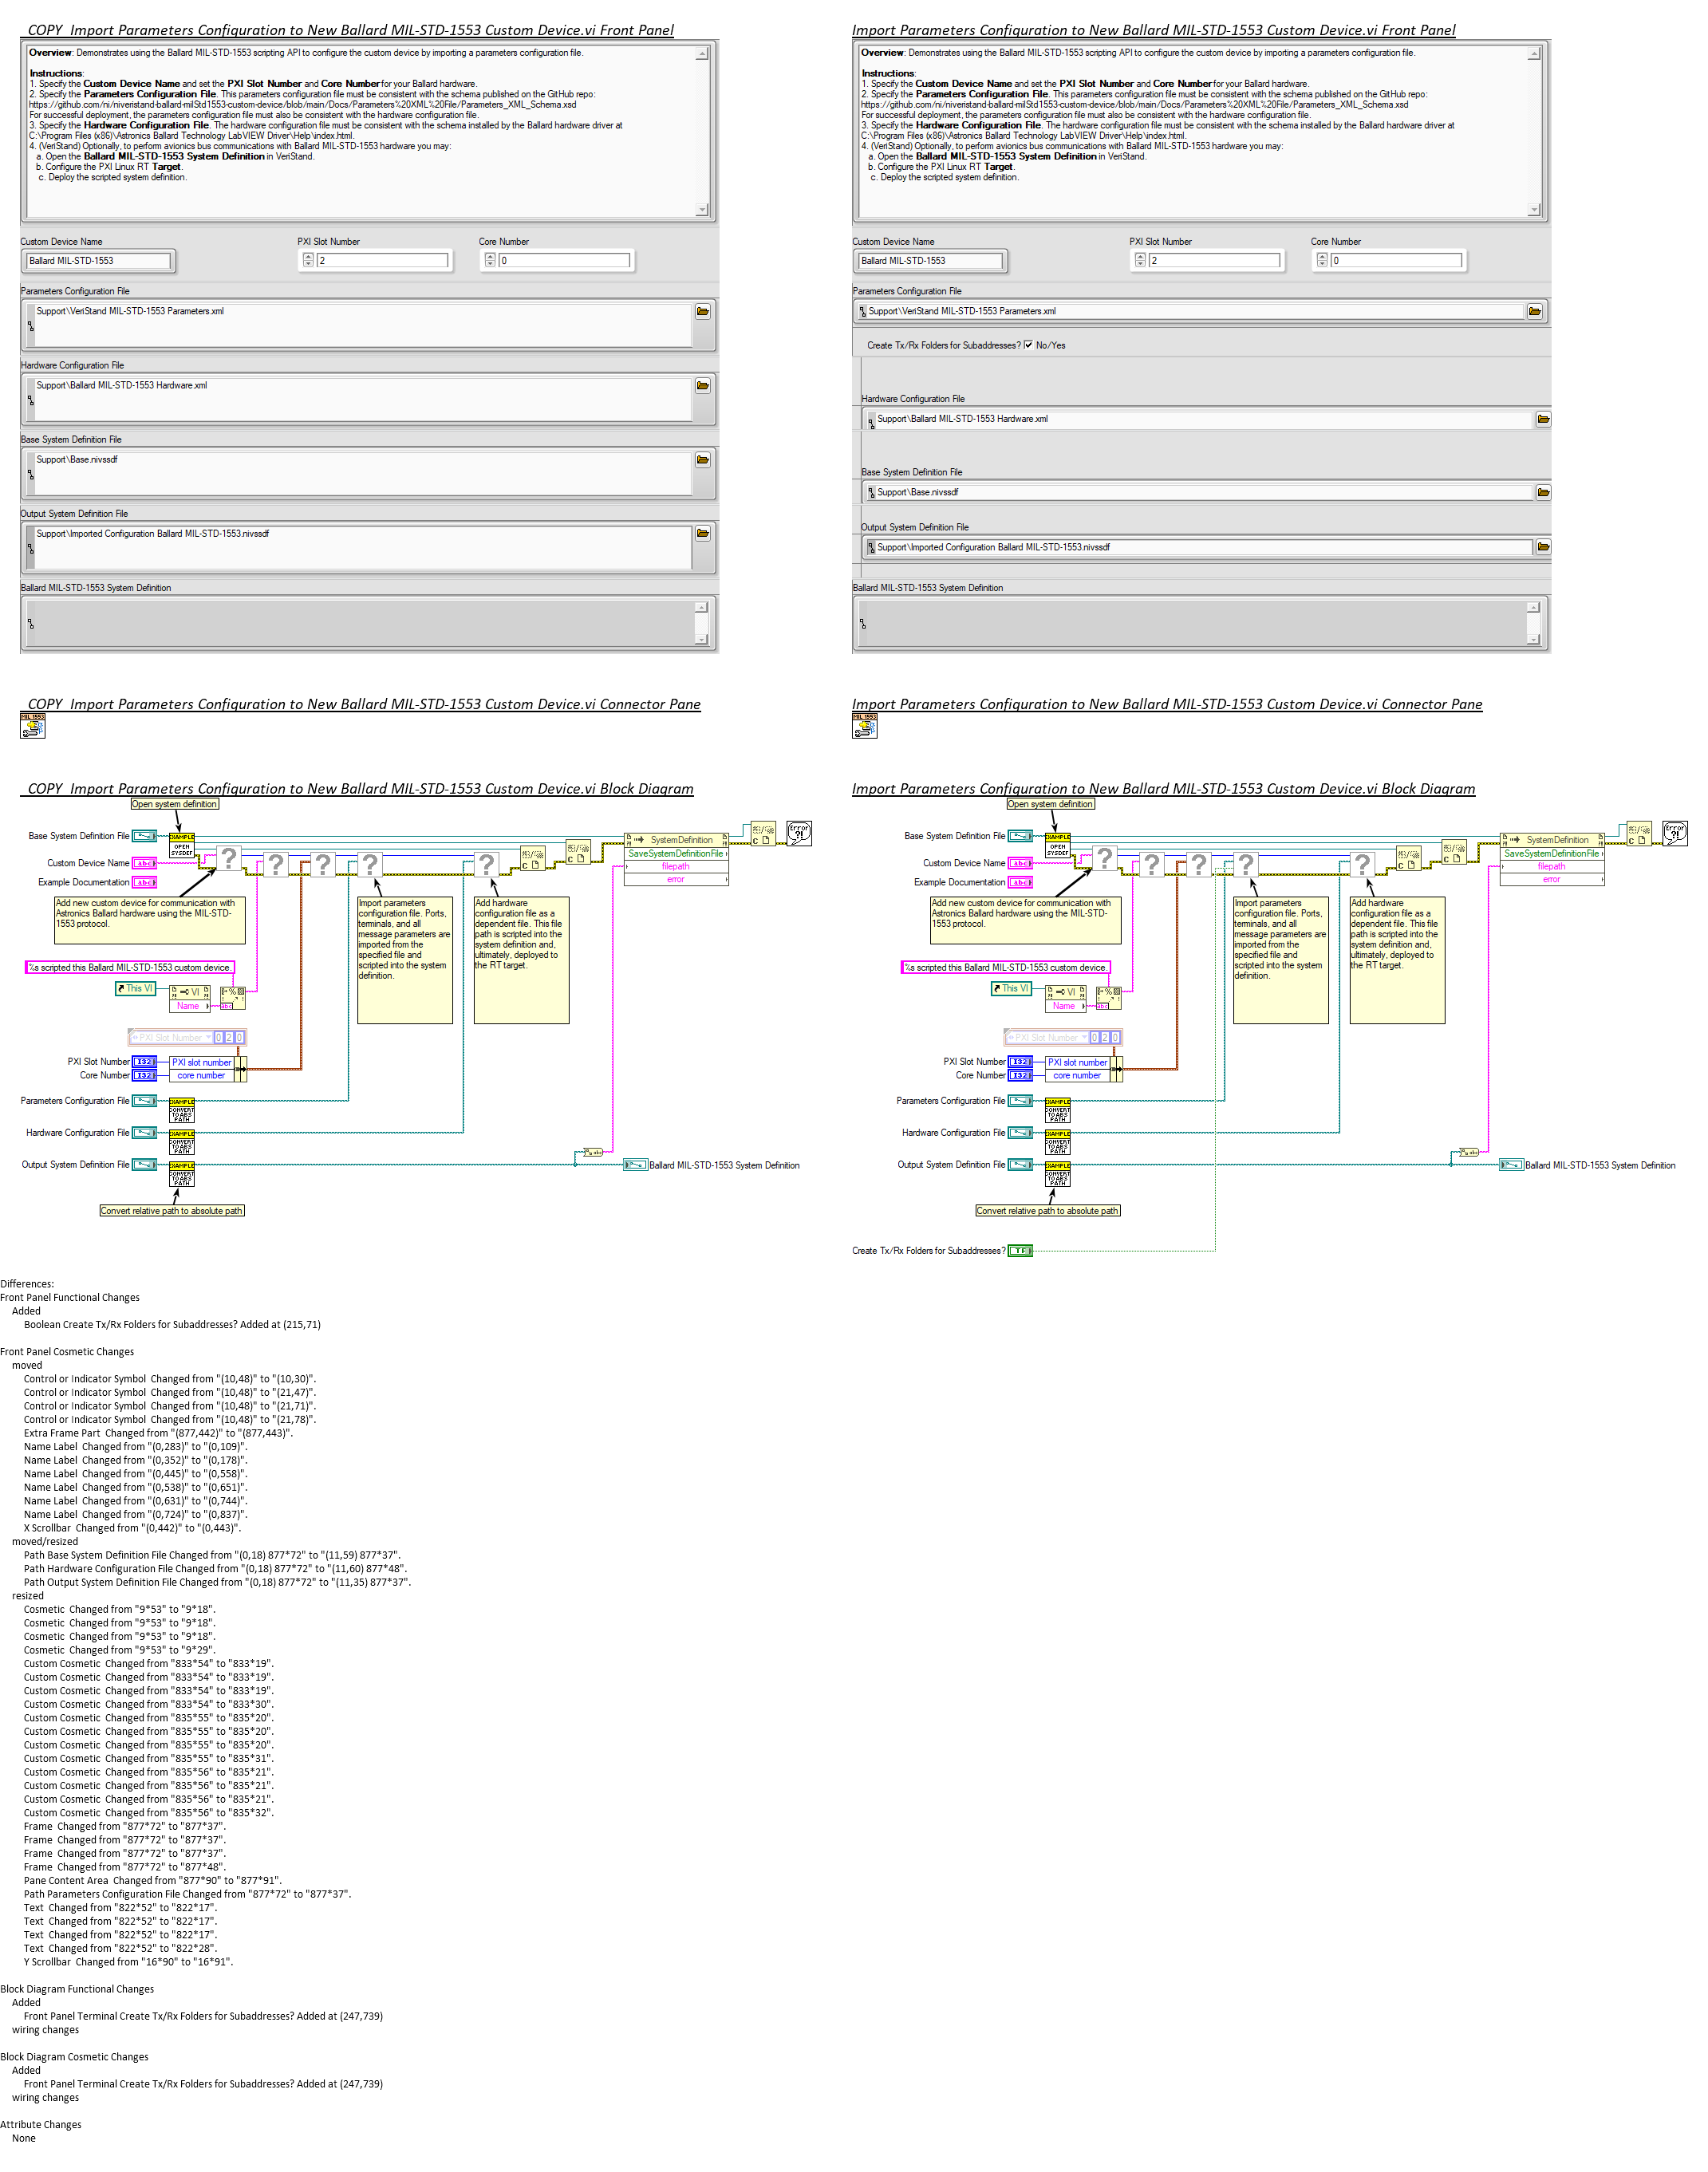 COPY  Import Parameters Configuration to New Ballard MIL-STD-1553 Custom Device.vi Front Panel
Overview: Demonstrates using the Ballard MIL-STD-1553 scripting API to configure the custom device by importing a parameters configuration file.
Instructions:
1. Specify the Custom Device Name and set the PXI Slot Number and Core Number for your Ballard hardware.
2. Specify the Parameters Configuration File. This parameters configuration file must be consistent with the schema published on the GitHub repo:
https://github.com/ni/niveristand-ballard-milStd1553-custom-device/blob/main/Docs/Parameters%20XML%20File/Parameters_XML_Schema.xsd
For successful deployment, the parameters configuration file must also be consistent with the hardware configuration file.
3. Specify the Hardware Configuration File. The hardware configuration file must be consistent with the schema installed by the Ballard hardware driver at
C:\Program Files (x86)\Astronics Ballard Technology LabVIEW Driver\Help\index.html.
4. (VeriStand) Optionally, to perform avionics bus communications with Ballard MIL-STD-1553 hardware you may:
a. Open the Ballard MIL-STD-1553 System Definition in VeriStand.
b. Configure the PXI Linux RT Target.
c. Deploy the scripted system definition.
Custom Device Name
PXI Slot Number
Core Number
Ballard MIL-STD-1553
2
0
Parameters Configuration File
Support\VeriStand MIL-STD-1553 Parameters.xml
Hardware Configuration File
Support\Ballard MIL-STD-1553 Hardware.xml
Base System Definition File
Support\Base.nivssdf
Output System Definition File
Support\Imported Configuration Ballard MIL-STD-1553.nivssdf
Ballard MIL-STD-1553 System Definition
Import Parameters Configuration to New Ballard MIL-STD-1553 Custom Device.vi Front Panel
Overview: Demonstrates using the Ballard MIL-STD-1553 scripting API to configure the custom device by importing a parameters configuration file.
Instructions:
1. Specify the Custom Device Name and set the PXI Slot Number and Core Number for your Ballard hardware.
2. Specify the Parameters Configuration File. This parameters configuration file must be consistent with the schema published on the GitHub repo:
https://github.com/ni/niveristand-ballard-milStd1553-custom-device/blob/main/Docs/Parameters%20XML%20File/Parameters_XML_Schema.xsd
For successful deployment, the parameters configuration file must also be consistent with the hardware configuration file.
3. Specify the Hardware Configuration File. The hardware configuration file must be consistent with the schema installed by the Ballard hardware driver at
C:\Program Files (x86)\Astronics Ballard Technology LabVIEW Driver\Help\index.html.
4. (VeriStand) Optionally, to perform avionics bus communications with Ballard MIL-STD-1553 hardware you may:
a. Open the Ballard MIL-STD-1553 System Definition in VeriStand.
b. Configure the PXI Linux RT Target.
c. Deploy the scripted system definition.
Custom Device Name
PXI Slot Number
Core Number
Ballard MIL-STD-1553
2
0
Parameters Configuration File
Support\VeriStand MIL-STD-1553 Parameters.xml
Create Tx/Rx Folders for Subaddresses? No/Yes
Hardware Configuration File
Support\Ballard MIL-STD-1553 Hardware.xml
Base System Definition File
Support\Base.nivssdf
Output System Definition File
Support\Imported Configuration Ballard MIL-STD-1553.nivssdf
Ballard MIL-STD-1553 System Definition
COPY  Import Parameters Configuration to New Ballard MIL-STD-1553 Custom Device.vi Connector Pane
MIL 1553
Import Parameters Configuration to New Ballard MIL-STD-1553 Custom Device.vi Connector Pane
MIL 1553
COPY  Import Parameters Configuration to New Ballard MIL-STD-1553 Custom Device.vi Block Diagram
Open system definition
Base System Definition File
EXAMPLE
OPEN
SYSDEF
Custom Device Name
abc
Example Documentation
abc
? ? ? ? ?
SystemDefinition
SaveSystemDefinitionFile
filepath
error
Error
?!
Add new custom device for communication with
Astronics Ballard hardware using the MIL-STD-
1553 protocol.
Import parameters
configuration file. Ports,
terminals, and all
message parameters are
imported from the
specified file and
scripted into the system
definition.
Add hardware
configuration file as a
dependent file. This file
path is scripted into the
system definition and,
ultimately, deployed to
the RT target.
%s scripted this Ballard MIL-STD-1553 custom device.
This VI
VI
Name
PXI Slot Number 0 2 0
PXI Slot Number
I32
PXI slot number
Core Number
I32
core number
Parameters Configuration File
EXAMPLE
CONVERT
TO ABS
PATH
Hardware Configuration File
EXAMPLE
CONVERT
TO ABS
PATH
Output System Definition File
EXAMPLE
CONVERT
TO ABS
PATH
Ballard MIL-STD-1553 System Definition
Convert relative path to absolute path
Import Parameters Configuration to New Ballard MIL-STD-1553 Custom Device.vi Block Diagram
Open system definition
Base System Definition File
EXAMPLE
OPEN
SYSDEF
Custom Device Name
abc
Example Documentation
abc
? ? ? ? ?
SystemDefinition
SaveSystemDefinitionFile
filepath
error
Error
?!
Add new custom device for communication with
Astronics Ballard hardware using the MIL-STD-
1553 protocol.
Import parameters
configuration file. Ports,
terminals, and all
message parameters are
imported from the
specified file and
scripted into the system
definition.
Add hardware
configuration file as a
dependent file. This file
path is scripted into the
system definition and,
ultimately, deployed to
the RT target.
%s scripted this Ballard MIL-STD-1553 custom device.
This VI
VI
Name
PXI Slot Number 0 2 0
PXI Slot Number
I32
PXI slot number
Core Number
I32
core number
Parameters Configuration File
EXAMPLE
CONVERT
TO ABS
PATH
Hardware Configuration File
EXAMPLE
CONVERT
TO ABS
PATH
Output System Definition File
EXAMPLE
CONVERT
TO ABS
PATH
Ballard MIL-STD-1553 System Definition
Convert relative path to absolute path
Create Tx/Rx Folders for Subaddresses?
TF
Differences:
Front Panel Functional Changes
Added
Boolean Create Tx/Rx Folders for Subaddresses? Added at (215,71)
Front Panel Cosmetic Changes
moved
Control or Indicator Symbol  Changed from "(10,48)" to "(10,30)".
Control or Indicator Symbol  Changed from "(10,48)" to "(21,47)".
Control or Indicator Symbol  Changed from "(10,48)" to "(21,71)".
Control or Indicator Symbol  Changed from "(10,48)" to "(21,78)".
Extra Frame Part  Changed from "(877,442)" to "(877,443)".
Name Label  Changed from "(0,283)" to "(0,109)".
Name Label  Changed from "(0,352)" to "(0,178)".
Name Label  Changed from "(0,445)" to "(0,558)".
Name Label  Changed from "(0,538)" to "(0,651)".
Name Label  Changed from "(0,631)" to "(0,744)".
Name Label  Changed from "(0,724)" to "(0,837)".
X Scrollbar  Changed from "(0,442)" to "(0,443)".
moved/resized
Path Base System Definition File Changed from "(0,18) 877*72" to "(11,59) 877*37".
Path Hardware Configuration File Changed from "(0,18) 877*72" to "(11,60) 877*48".
Path Output System Definition File Changed from "(0,18) 877*72" to "(11,35) 877*37".
resized
Cosmetic  Changed from "9*53" to "9*18".
Cosmetic  Changed from "9*53" to "9*18".
Cosmetic  Changed from "9*53" to "9*18".
Cosmetic  Changed from "9*53" to "9*29".
Custom Cosmetic  Changed from "833*54" to "833*19".
Custom Cosmetic  Changed from "833*54" to "833*19".
Custom Cosmetic  Changed from "833*54" to "833*19".
Custom Cosmetic  Changed from "833*54" to "833*30".
Custom Cosmetic  Changed from "835*55" to "835*20".
Custom Cosmetic  Changed from "835*55" to "835*20".
Custom Cosmetic  Changed from "835*55" to "835*20".
Custom Cosmetic  Changed from "835*55" to "835*31".
Custom Cosmetic  Changed from "835*56" to "835*21".
Custom Cosmetic  Changed from "835*56" to "835*21".
Custom Cosmetic  Changed from "835*56" to "835*21".
Custom Cosmetic  Changed from "835*56" to "835*32".
Frame  Changed from "877*72" to "877*37".
Frame  Changed from "877*72" to "877*37".
Frame  Changed from "877*72" to "877*37".
Frame  Changed from "877*72" to "877*48".
Pane Content Area  Changed from "877*90" to "877*91".
Path Parameters Configuration File Changed from "877*72" to "877*37".
Text  Changed from "822*52" to "822*17".
Text  Changed from "822*52" to "822*17".
Text  Changed from "822*52" to "822*17".
Text  Changed from "822*52" to "822*28".
Y Scrollbar  Changed from "16*90" to "16*91".
Block Diagram Functional Changes
Added
Front Panel Terminal Create Tx/Rx Folders for Subaddresses? Added at (247,739)
wiring changes
Block Diagram Cosmetic Changes
Added
Front Panel Terminal Create Tx/Rx Folders for Subaddresses? Added at (247,739)
wiring changes
Attribute Changes
None